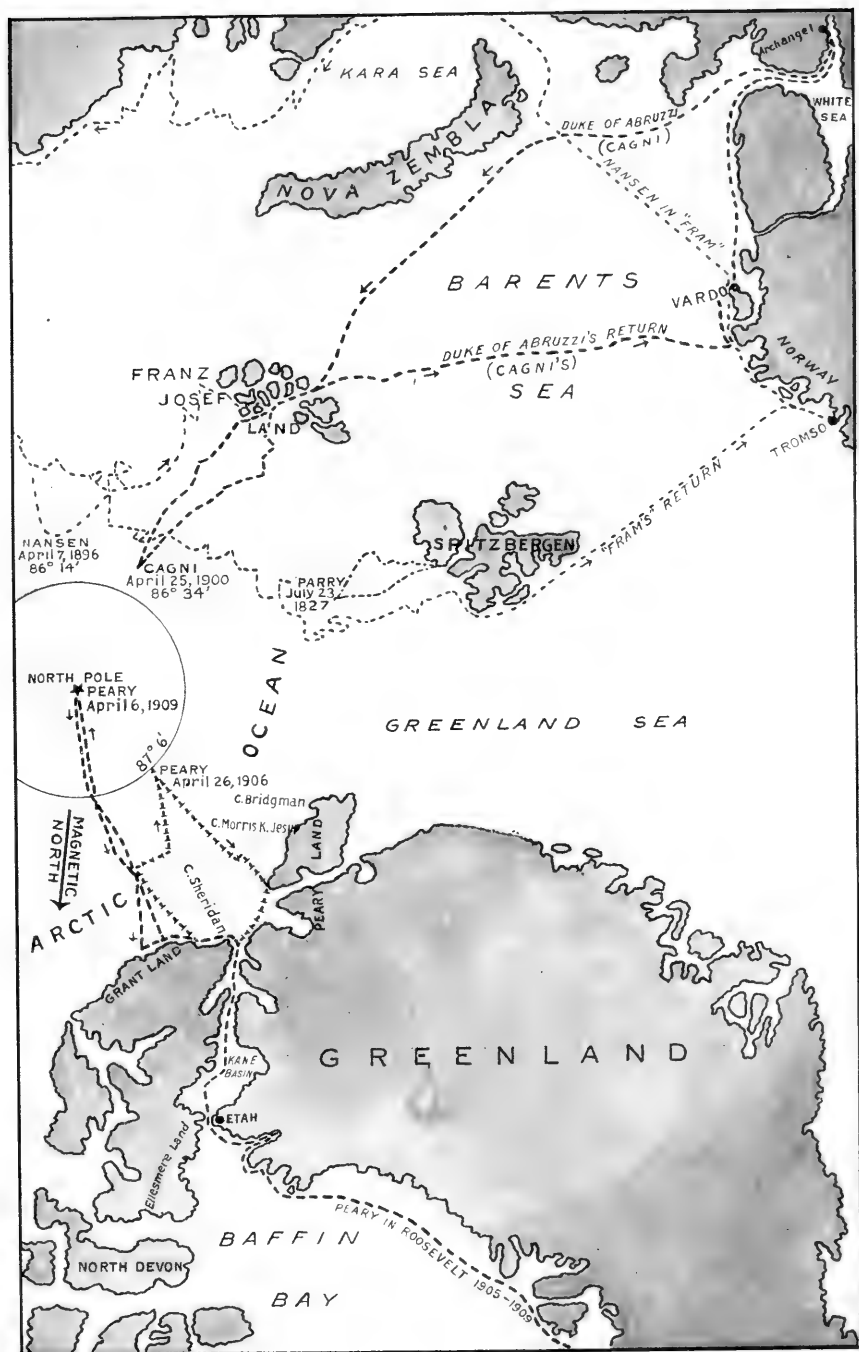 Archangel
KARA SEA
WHITE
SEA
DUKE OF ABRUZZI
(CAGNI)
NOVA ZEMBLA
NANSEN IN "FRAM"
BARENTS
VARDO
DUKE OF ABRUZZI'S RETURN
(CAGNI'S)
NORWAY
FRANZ
JOSEF
LAND
SEA
TROMSO
NANSEN
April 7, 1896
86° 14'
CAGNI
April 25, 1900
86° 34'
PARRY
July 23,
1827
SPITZBERGEN
"FRAM'S" RETURN
NORTH POLE
PEARY
April 6, 1909
OCEAN
GREENLAND SEA
87° 6'
PEARY
April 26, 1906
C. Bridgman
C. Morris K. Jesup
LAND
PEARY
MAGNETIC
NORTH
C. Sheridan
ARCTIC
GRANT LAND
GREENLAND
KANE
BASIN
ETAH
Ellesmere Land
PEARY IN ROOSEVELT 1905-1909
BAFFIN
NORTH DEVON
BAY